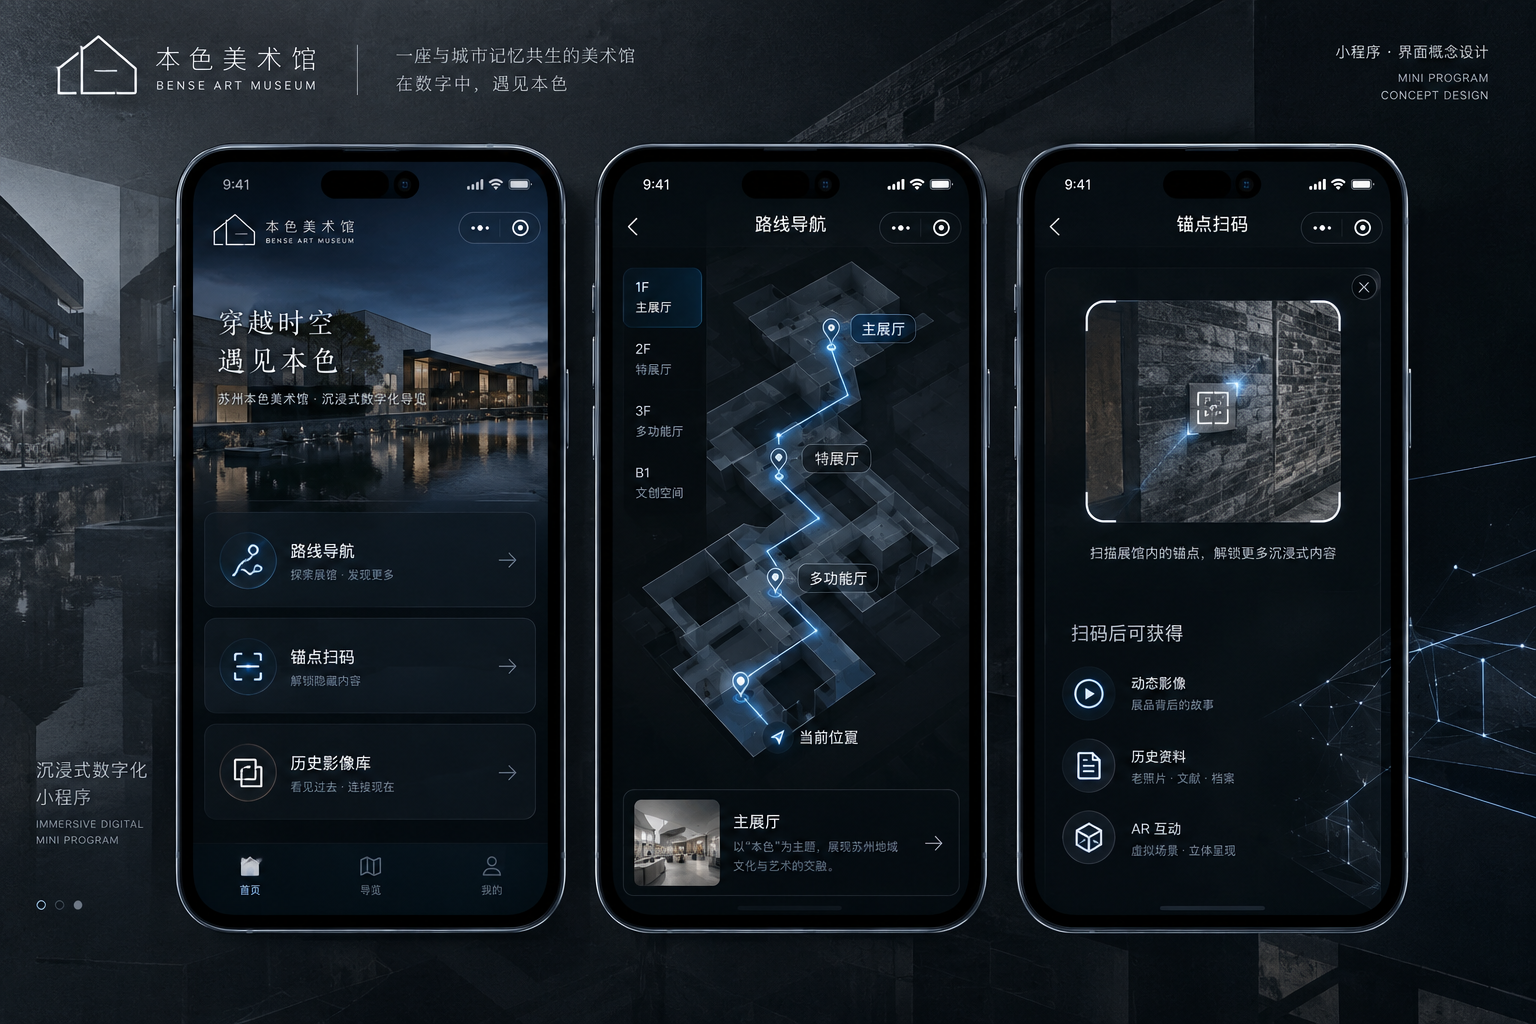 本色美术馆
BENSE ART MUSEUM
一座与城市记忆共生的美术馆
在数字中，遇见本色
小程序 · 界面概念设计
MINI PROGRAM
CONCEPT DESIGN
9:41
本色美术馆
BENSE ART MUSEUM
穿越时空
遇见本色
苏州本色美术馆 · 沉浸式数字化导览
路线导航
探索展馆 · 发现更多
锚点扫码
解锁隐藏内容
历史影像库
看见过去 · 连接现在
首页
导览
我的
9:41
路线导航
1F
主展厅
2F
特展厅
3F
多功能厅
B1
文创空间
主展厅
特展厅
多功能厅
当前位置
主展厅
以“本色”为主题，展现苏州地域
文化与艺术的交融。
9:41
锚点扫码
扫描展馆内的锚点，解锁更多沉浸式内容
扫码后可获得
动态影像
展品背后的故事
历史资料
老照片 · 文献 · 档案
AR 互动
虚拟场景 · 立体呈现
沉浸式数字化
小程序
IMMERSIVE DIGITAL
MINI PROGRAM